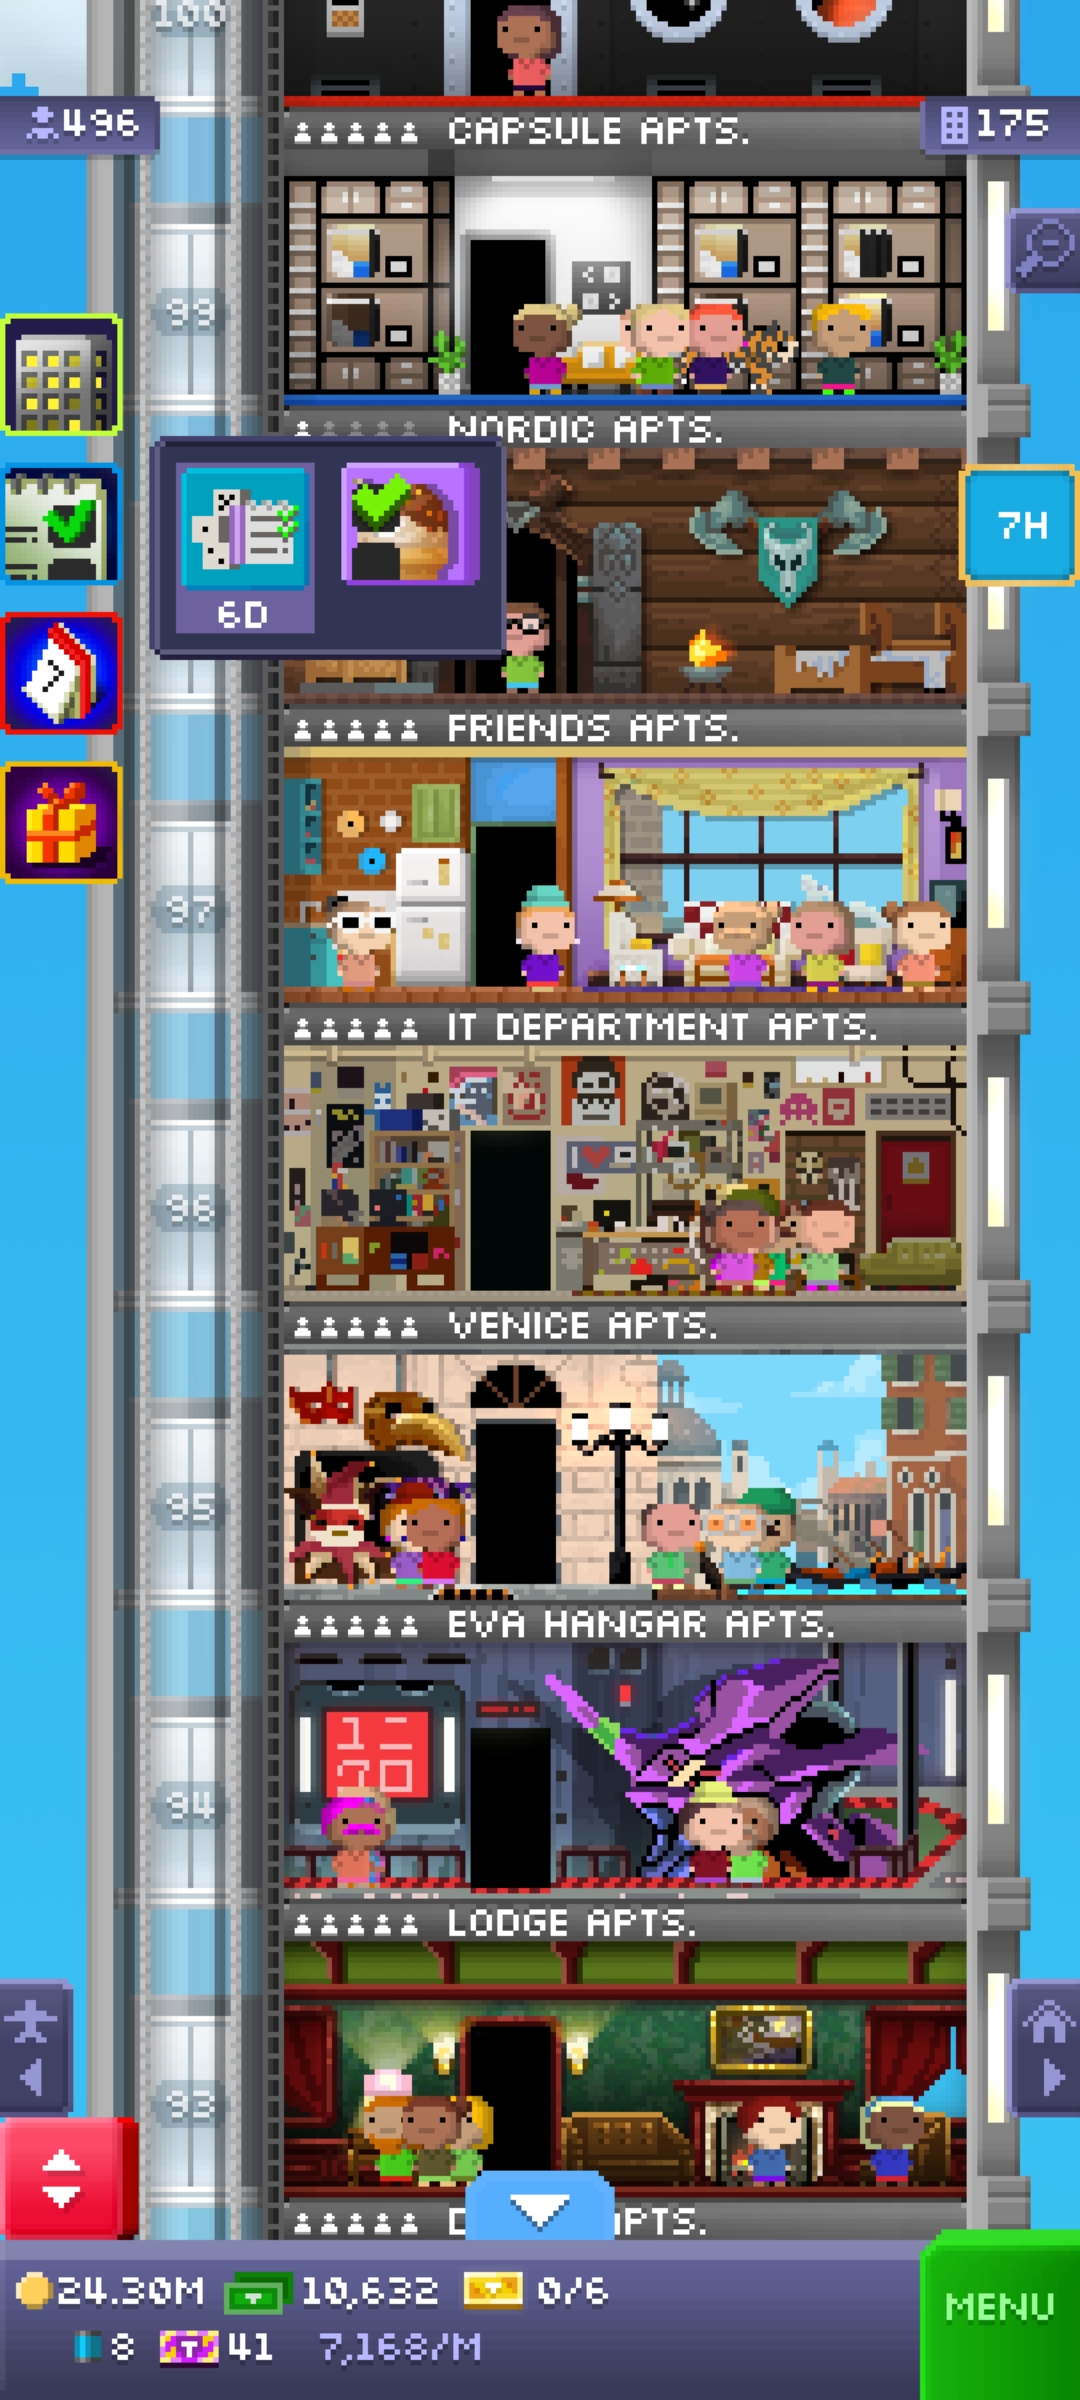 100
496
175
CAPSULE APTS.
99
NORDIC APTS.
7H
6D
7
FRIENDS APTS.
97
IT DEPARTMENT APTS.
96
VENICE APTS.
95
EVA HANGAR APTS.
94
LODGE APTS.
93
24.30M
10,632
0/6
8
T
41
7,168/M
MENU